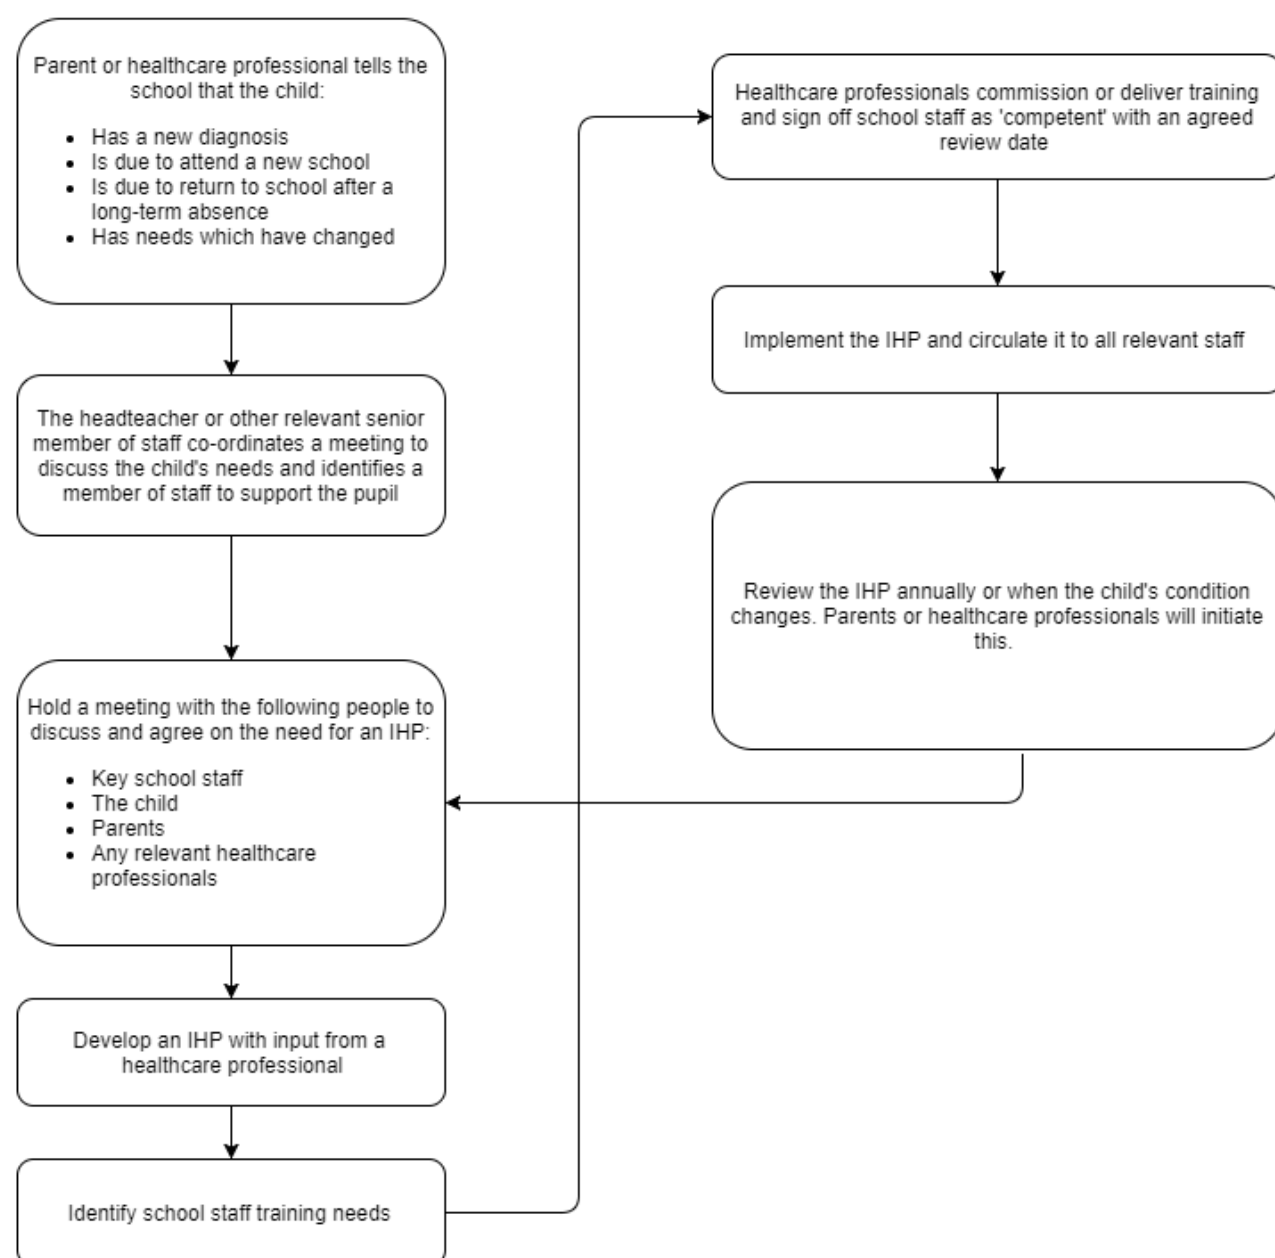 Parent or healthcare professional tells the
school that the child:
• Has a new diagnosis
• Is due to attend a new school
• Is due to return to school after a
long-term absence
• Has needs which have changed
The headteacher or other relevant senior
member of staff co-ordinates a meeting to
discuss the child's needs and identifies a
member of staff to support the pupil
Hold a meeting with the following people to
discuss and agree on the need for an IHP:
• Key school staff
• The child
• Parents
• Any relevant healthcare
professionals
Develop an IHP with input from a
healthcare professional
Identify school staff training needs
Healthcare professionals commission or deliver training
and sign off school staff as 'competent' with an agreed
review date
Implement the IHP and circulate it to all relevant staff
Review the IHP annually or when the child's condition
changes. Parents or healthcare professionals will initiate
this.